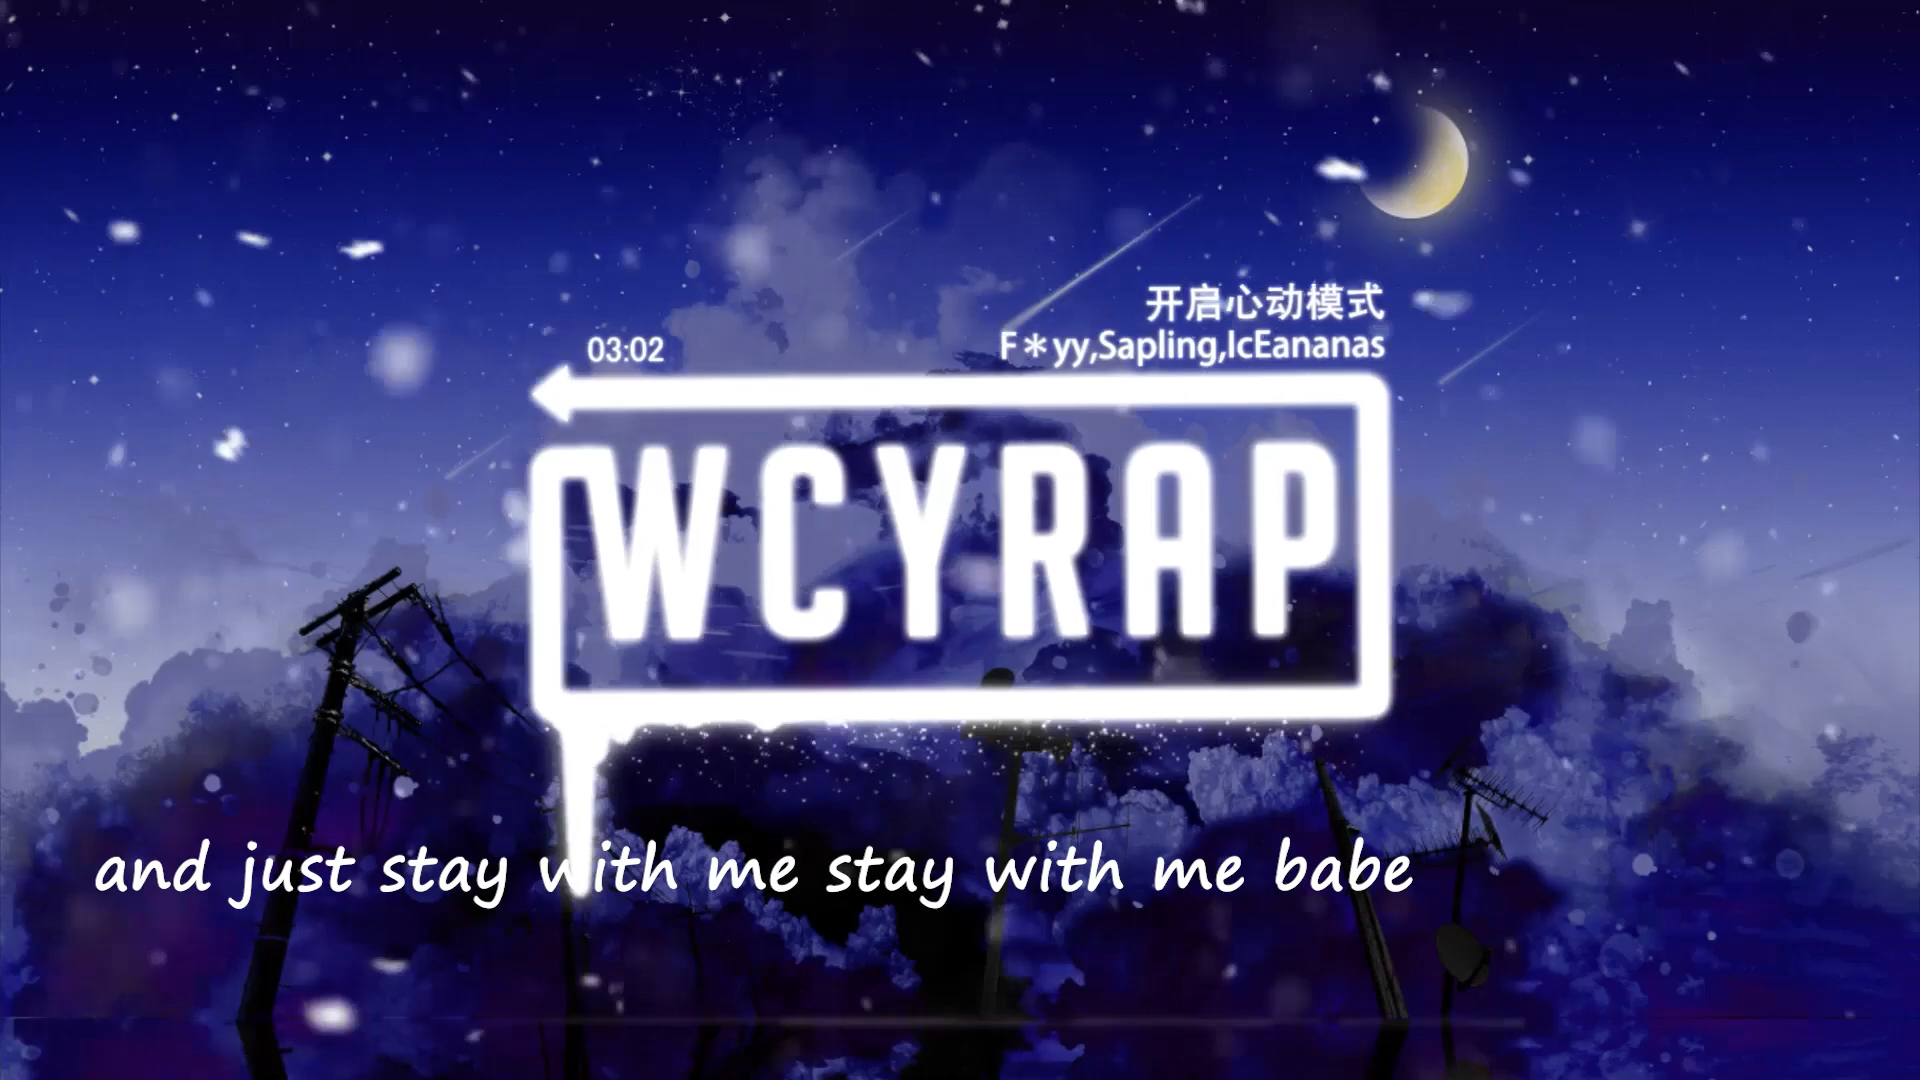 开启心动模式
03:02
F＊yy,Sapling,IcEananas
WCYRAP
and just stay with me stay with me babe